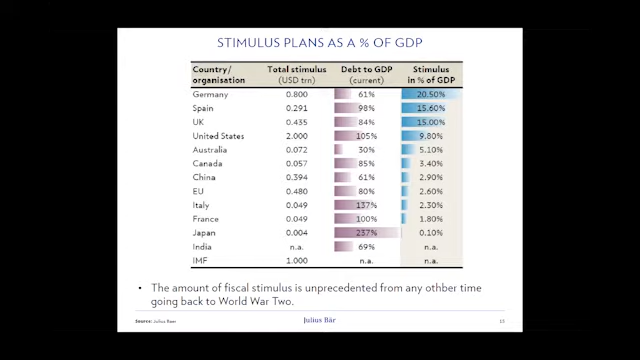 STIMULUS PLANS AS A % OF GDP
Country/ organisation Total stimulus (USD trn) Debt to GDP (current) Stimulus in % of GDP
Germany 0.800 61% 20.50%
Spain 0.291 98% 15.60%
UK 0.435 84% 15.00%
United States 2.000 105% 9.80%
Australia 0.072 30% 5.10%
Canada 0.057 85% 3.40%
China 0.394 61% 2.90%
EU 0.480 80% 2.60%
Italy 0.049 137% 2.30%
France 0.049 100% 1.80%
Japan 0.004 237% 0.10%
India n.a. 69% n.a.
IMF 1.000 n.a. n.a.
• The amount of fiscal stimulus is unprecedented from any othber time
going back to World War Two.
Source: Julius Baer Julius Bär 15